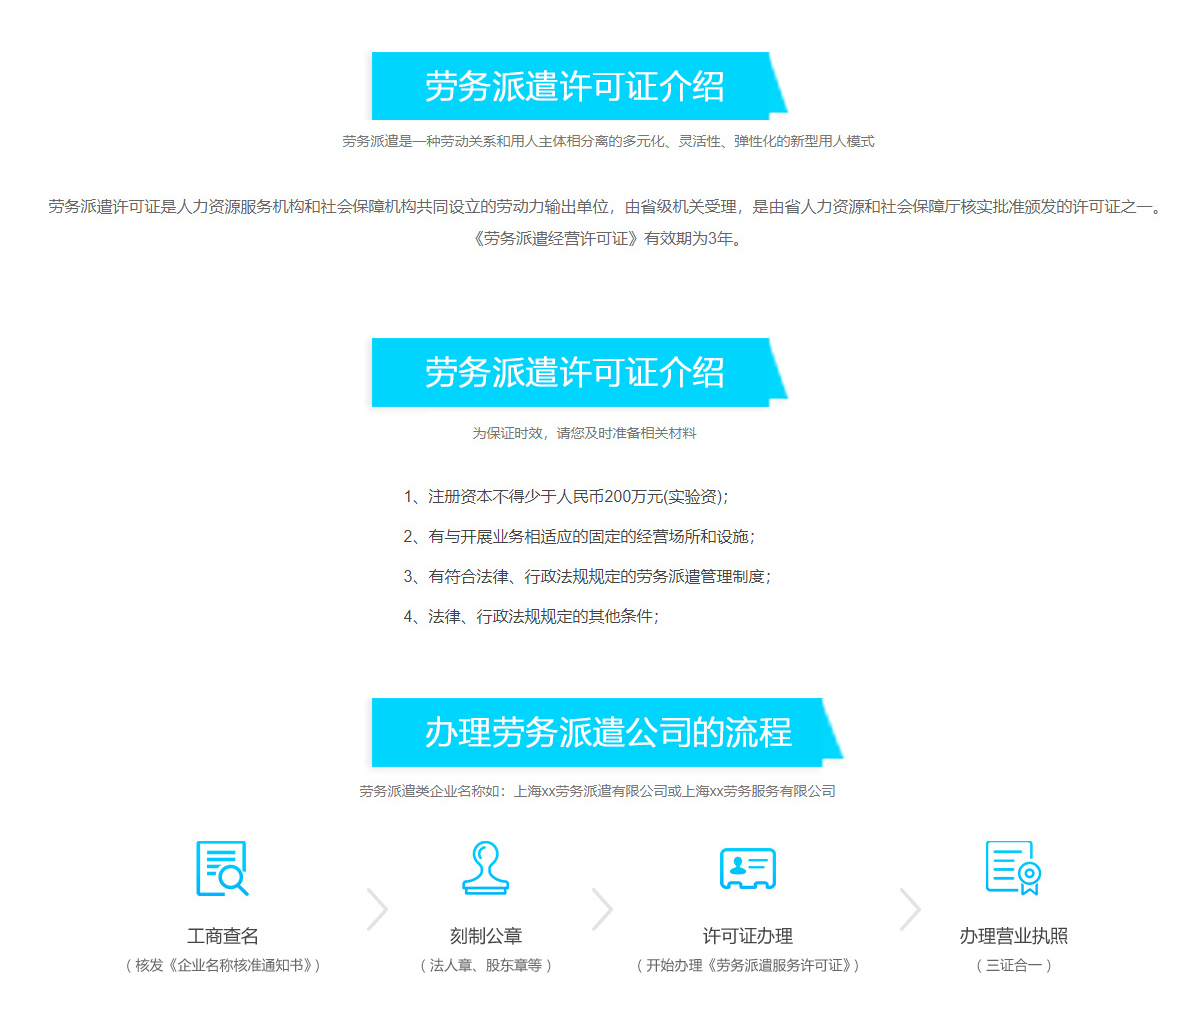 劳务派遣许可证介绍
劳务派遣是一种劳动关系和用人主体相分离的多元化、灵活性、弹性化的新型用人模式
劳务派遣许可证是人力资源服务机构和社会保障机构共同设立的劳动力输出单位，由省级机关受理，是由省人力资源和社会保障厅核实批准颁发的许可证之一。
《劳务派遣经营许可证》有效期为3年。
劳务派遣许可证介绍
为保证时效，请您及时准备相关材料
1、注册资本不得少于人民币200万元(实验资)；
2、有与开展业务相适应的固定的经营场所和设施；
3、有符合法律、行政法规规定的劳务派遣管理制度；
4、法律、行政法规规定的其他条件；
办理劳务派遣公司的流程
劳务派遣类企业名称如：上海xx劳务派遣有限公司或上海xx劳务服务有限公司
工商查名
（核发《企业名称核准通知书》）
刻制公章
（法人章、股东章等）
许可证办理
（开始办理《劳务派遣服务许可证》）
办理营业执照
（三证合一）